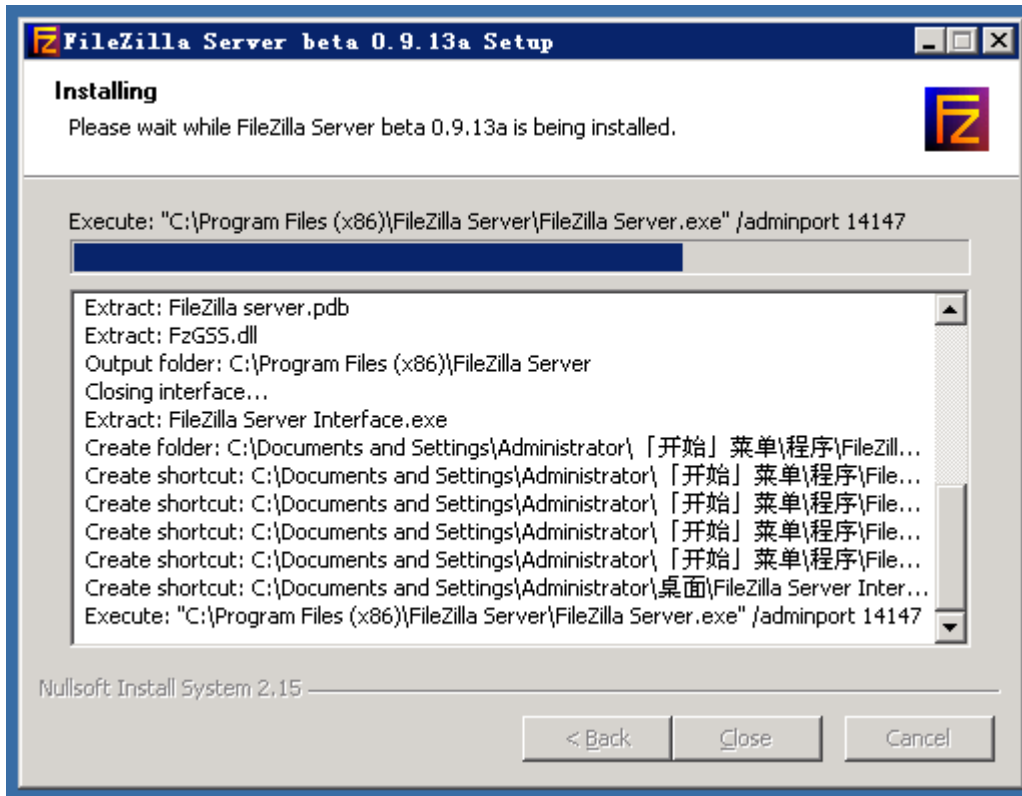 FileZilla Server beta 0.9.13a Setup
Installing
Please wait while FileZilla Server beta 0.9.13a is being installed.
Execute: "C:\Program Files (x86)\FileZilla Server\FileZilla Server.exe" /adminport 14147
Extract: FileZilla server.pdb
Extract: FzGSS.dll
Output folder: C:\Program Files (x86)\FileZilla Server
Closing interface...
Extract: FileZilla Server Interface.exe
Create folder: C:\Documents and Settings\Administrator\「开始」菜单\程序\FileZill...
Create shortcut: C:\Documents and Settings\Administrator\「开始」菜单\程序\File...
Create shortcut: C:\Documents and Settings\Administrator\「开始」菜单\程序\File...
Create shortcut: C:\Documents and Settings\Administrator\「开始」菜单\程序\File...
Create shortcut: C:\Documents and Settings\Administrator\「开始」菜单\程序\File...
Create shortcut: C:\Documents and Settings\Administrator\桌面\FileZilla Server Inter...
Execute: "C:\Program Files (x86)\FileZilla Server\FileZilla Server.exe" /adminport 14147
Nullsoft Install System 2.15
< Back
Close
Cancel